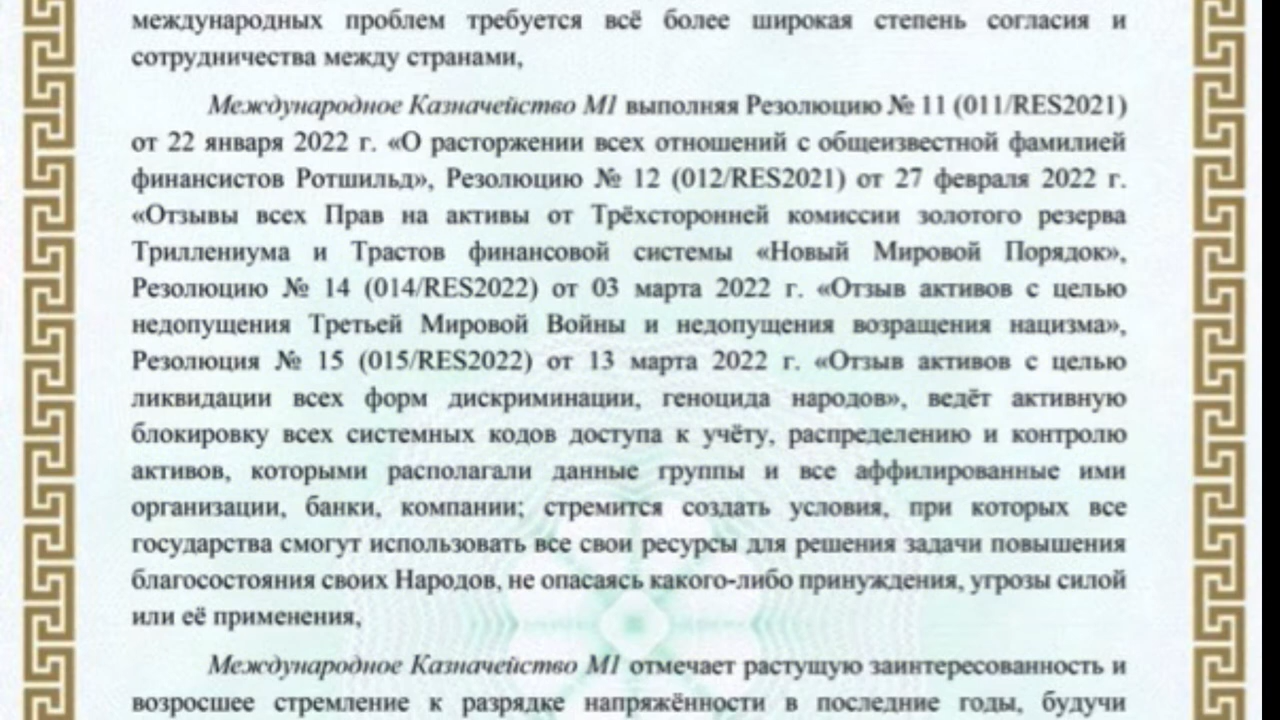 международных проблем требуется всё более широкая степень согласия и
сотрудничества между странами,
Международное Казначейство М1 выполняя Резолюцию № 11 (011/RES2021)
от 22 января 2022 г. «О расторжении всех отношений с общеизвестной фамилией
финансистов Ротшильд», Резолюцию № 12 (012/RES2021) от 27 февраля 2022 г.
«Отзывы всех Прав на активы от Трёхсторонней комиссии золотого резерва
Триллениума и Трастов финансовой системы «Новый Мировой Порядок»,
Резолюцию № 14 (014/RES2022) от 03 марта 2022 г. «Отзыв активов с целью
недопущения Третьей Мировой Войны и недопущения возращения нацизма»,
Резолюция № 15 (015/RES2022) от 13 марта 2022 г. «Отзыв активов с целью
ликвидации всех форм дискриминации, геноцида народов», ведёт активную
блокировку всех системных кодов доступа к учёту, распределению и контролю
активов, которыми располагали данные группы и все аффилированные ими
организации, банки, компании; стремится создать условия, при которых все
государства смогут использовать все свои ресурсы для решения задачи повышения
благосостояния своих Народов, не опасаясь какого-либо принуждения, угрозы силой
или её применения,
Международное Казначейство М1 отмечает растущую заинтересованность и
возросшее стремление к разрядке напряжённости в последние годы, будучи